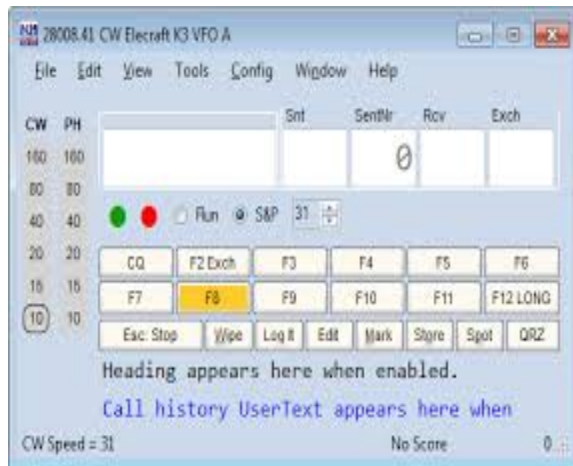 28008.41 CW Elecraft K3 VFO A
File Edit View Tools Config Window Help
CW PH Snt SentNr Rcv Exch
160 160 0
80 80
40 40 Run S&P 31
20 20 CQ F2 Exch F3 F4 F5 F6
15 15 F7 F8 F9 F10 F11 F12 LONG
10 10 Esc: Stop Wipe Log It Edit Mark Store Spot QRZ
Heading appears here when enabled.
Call history UserText appears here when
CW Speed = 31 No Score 0